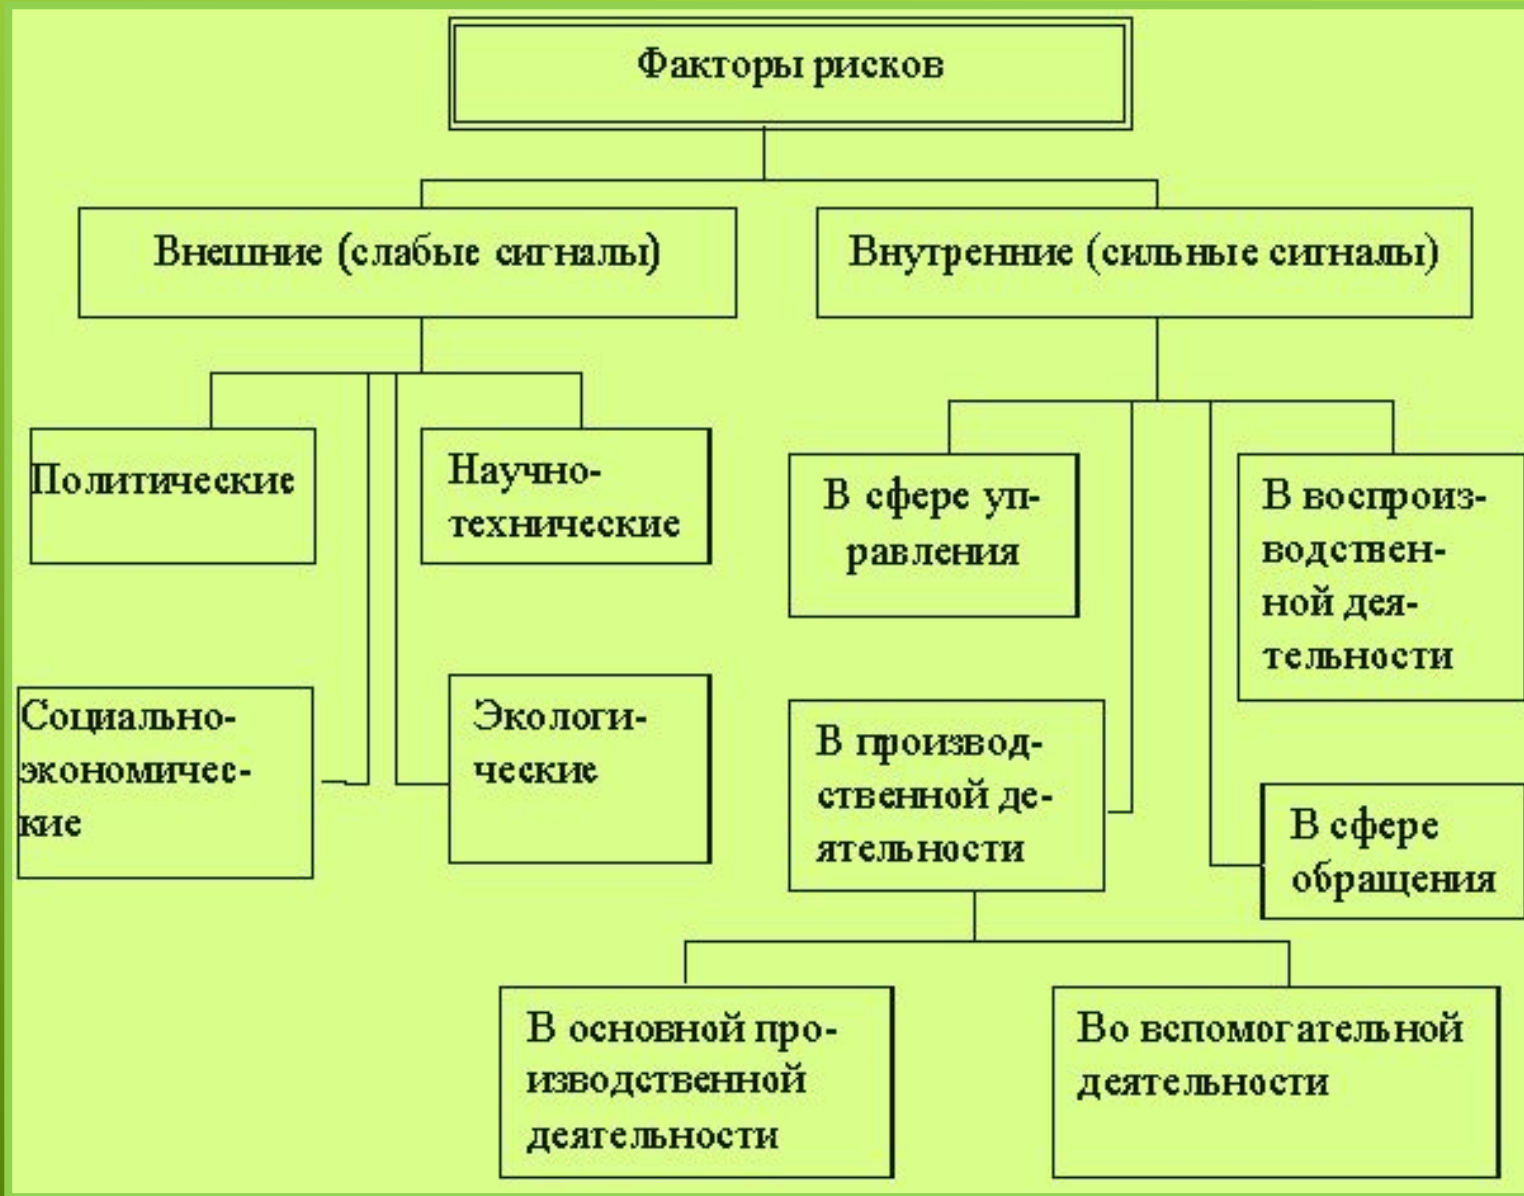 Факторы рисков
Внешние (слабые сигналы)
Внутренние (сильные сигналы)
Политические
Научно-
технические
Социально-
экономичес-
кие
Экологи-
ческие
В сфере уп-
равления
В воспроиз-
водствен-
ной дея-
тельности
В производ-
ственной де-
ятельности
В сфере
обращения
В основной про-
изводственной
деятельности
Во вспомогательной
деятельности